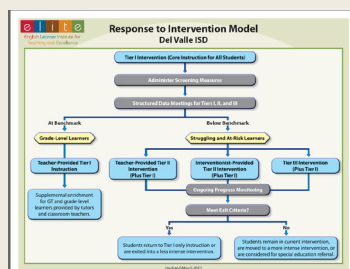 elite
English Learner Institute for
Teaching and Excellence
Response to Intervention Model
Del Valle ISD
Tier I Intervention (Core Instruction for All Students)
Administer Screening Measures
Structured Data Meetings for Tiers I, II, and III
At Benchmark
Below Benchmark
Grade-Level Learners
Struggling and At-Risk Learners
Teacher-Provided Tier I
Instruction
Teacher-Provided Tier II
Intervention
(Plus Tier I)
Interventionist-Provided
Tier II Intervention
(Plus Tier I)
Tier III Intervention
(Plus Tier I)
Supplemental enrichment
for GT and grade-level
learners provided by tutors
and classroom teachers.
Ongoing Progress Monitoring
Meet Exit Criteria?
Yes
No
Students return to Tier I only instruction or
are exited into a less intense intervention.
Students remain in current intervention,
are moved to a more intense intervention, or
are considered for special education referral.